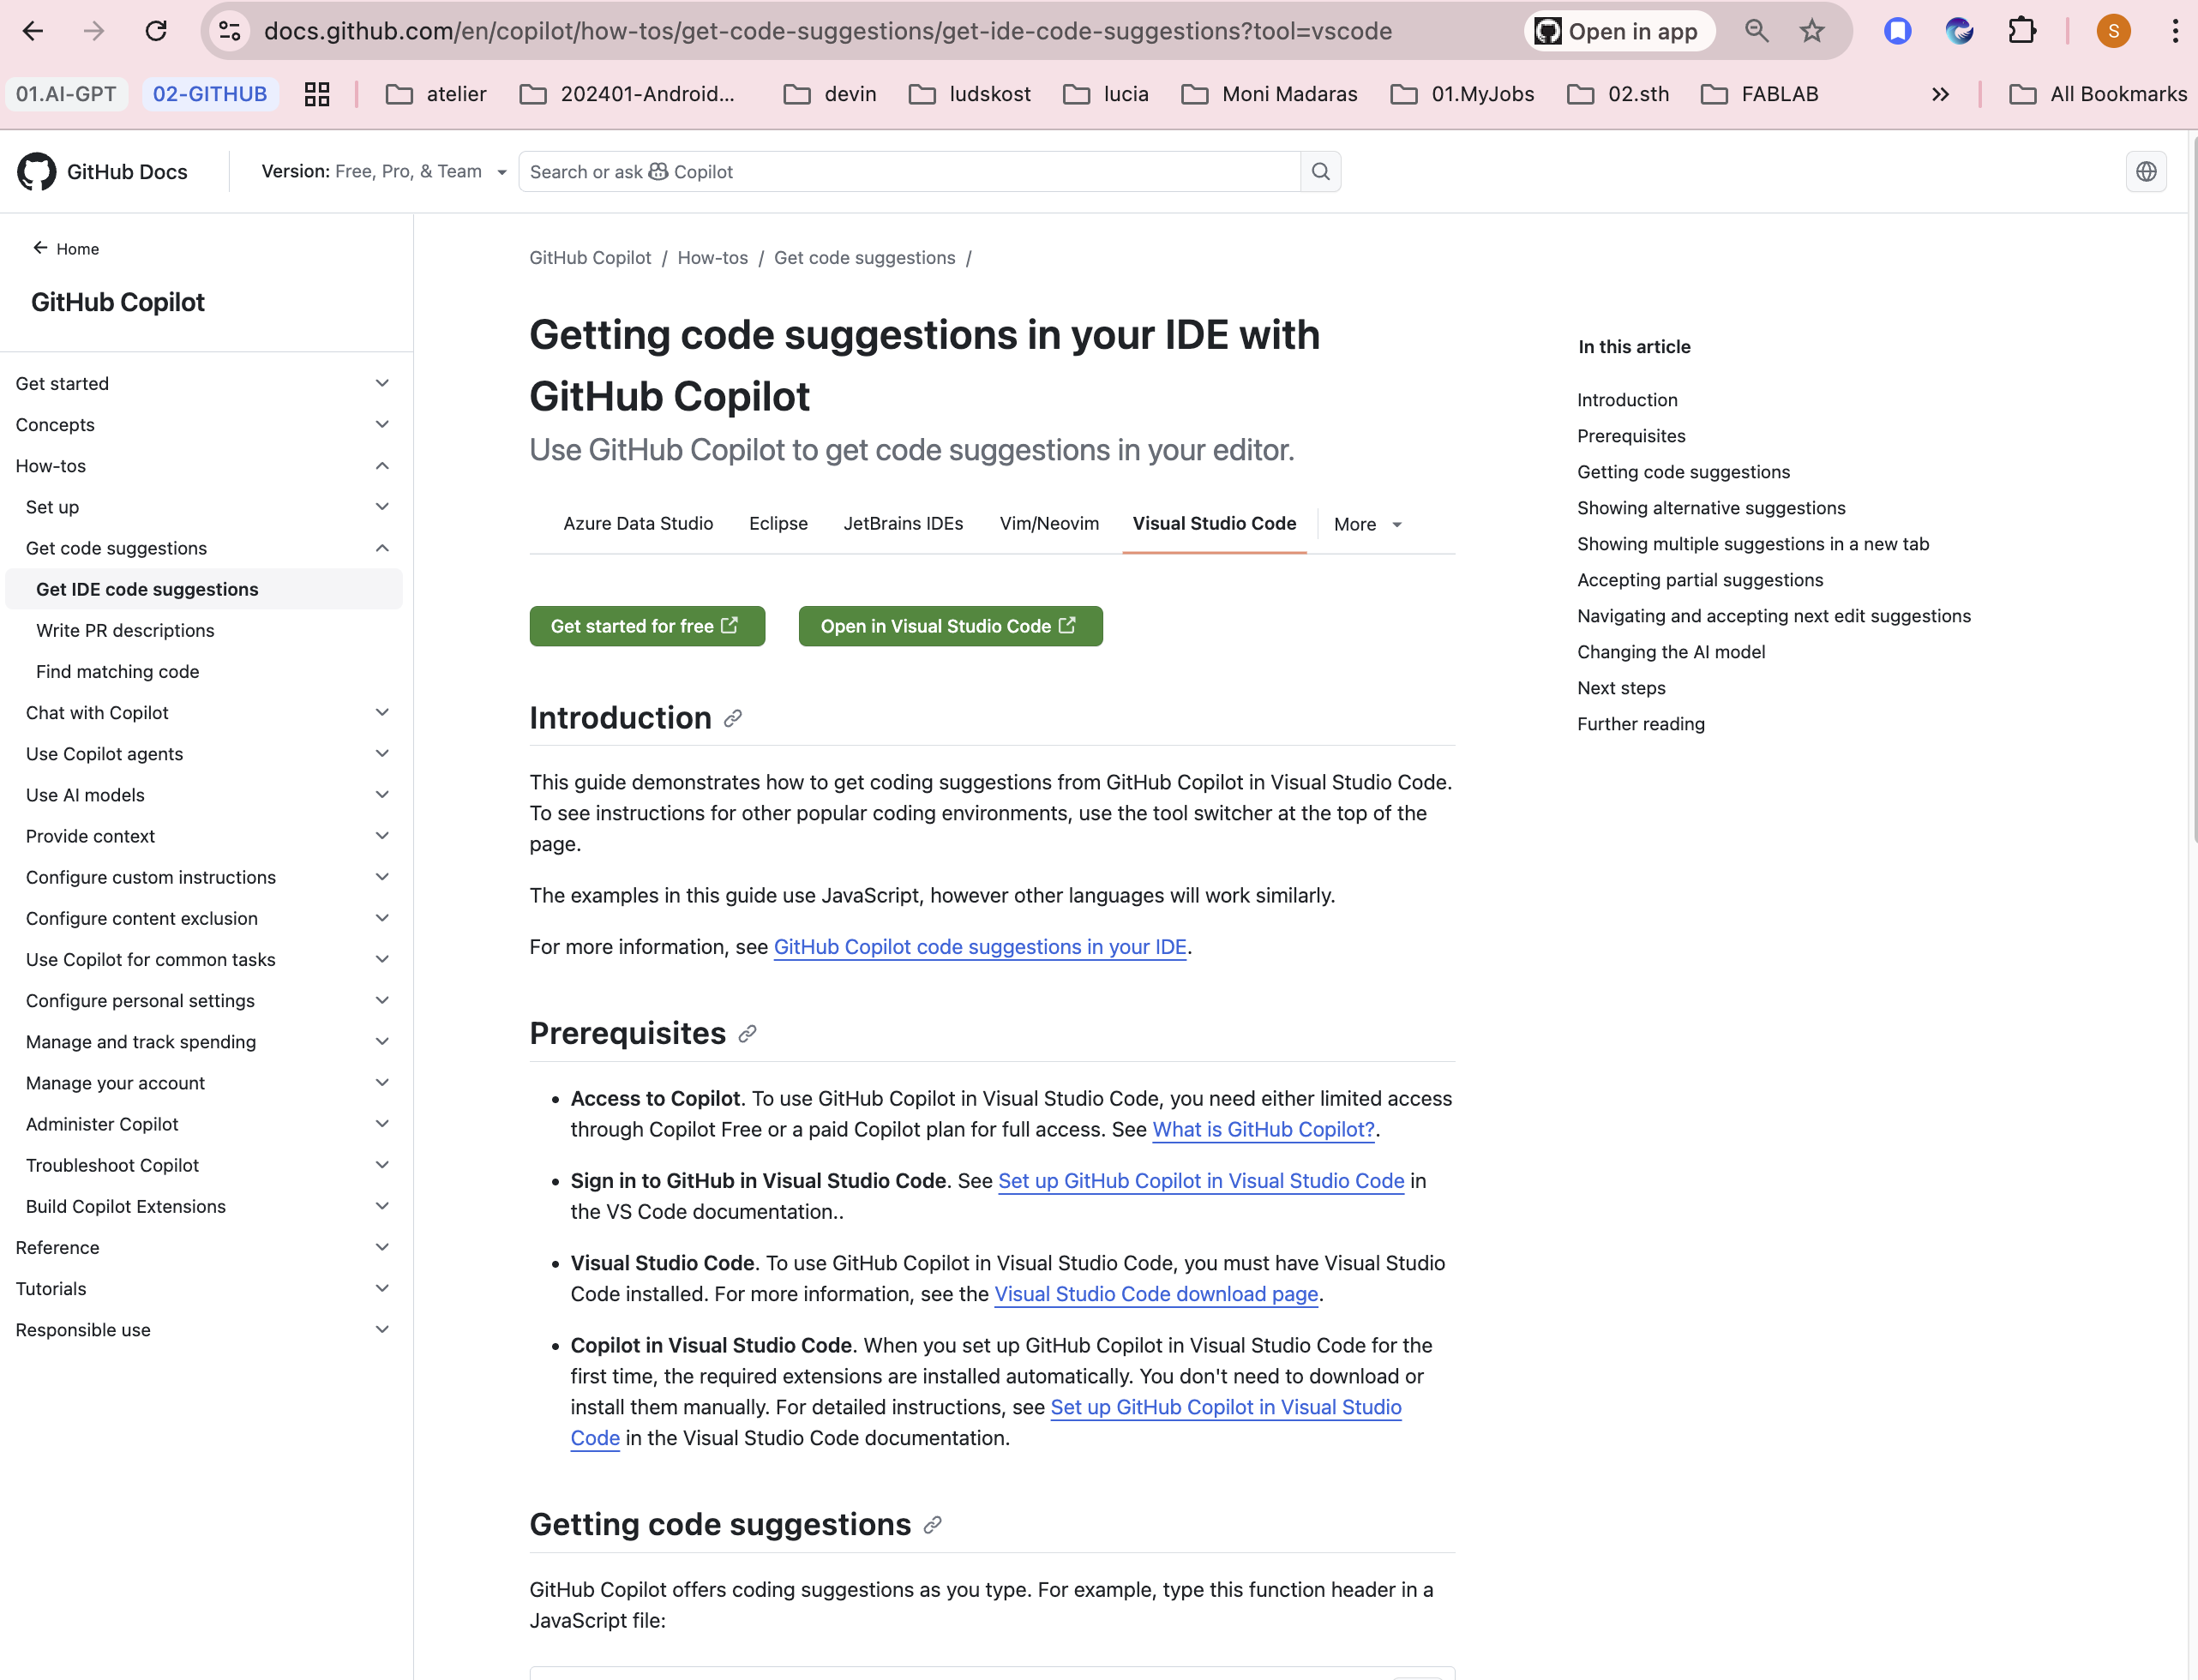 docs.github.com/en/copilot/how-tos/get-code-suggestions/get-ide-code-suggestions?tool=vscode
Open in app
S
01.AI-GPT
02-GITHUB
atelier
202401-Android...
devin
ludskost
lucia
Moni Madaras
01.MyJobs
02.sth
FABLAB
All Bookmarks
GitHub Docs
Version: Free, Pro, & Team
Search or ask Copilot
Home
GitHub Copilot
Get started
Concepts
How-tos
Set up
Get code suggestions
Get IDE code suggestions
Write PR descriptions
Find matching code
Chat with Copilot
Use Copilot agents
Use AI models
Provide context
Configure custom instructions
Configure content exclusion
Use Copilot for common tasks
Configure personal settings
Manage and track spending
Manage your account
Administer Copilot
Troubleshoot Copilot
Build Copilot Extensions
Reference
Tutorials
Responsible use
GitHub Copilot / How-tos / Get code suggestions /
Getting code suggestions in your IDE with
GitHub Copilot
Use GitHub Copilot to get code suggestions in your editor.
Azure Data Studio
Eclipse
JetBrains IDEs
Vim/Neovim
Visual Studio Code
More
Get started for free
Open in Visual Studio Code
Introduction
This guide demonstrates how to get coding suggestions from GitHub Copilot in Visual Studio Code.
To see instructions for other popular coding environments, use the tool switcher at the top of the
page.
The examples in this guide use JavaScript, however other languages will work similarly.
For more information, see GitHub Copilot code suggestions in your IDE.
Prerequisites
• Access to Copilot. To use GitHub Copilot in Visual Studio Code, you need either limited access
through Copilot Free or a paid Copilot plan for full access. See What is GitHub Copilot?.
• Sign in to GitHub in Visual Studio Code. See Set up GitHub Copilot in Visual Studio Code in
the VS Code documentation..
• Visual Studio Code. To use GitHub Copilot in Visual Studio Code, you must have Visual Studio
Code installed. For more information, see the Visual Studio Code download page.
• Copilot in Visual Studio Code. When you set up GitHub Copilot in Visual Studio Code for the
first time, the required extensions are installed automatically. You don't need to download or
install them manually. For detailed instructions, see Set up GitHub Copilot in Visual Studio
Code in the Visual Studio Code documentation.
Getting code suggestions
GitHub Copilot offers coding suggestions as you type. For example, type this function header in a
JavaScript file:
In this article
Introduction
Prerequisites
Getting code suggestions
Showing alternative suggestions
Showing multiple suggestions in a new tab
Accepting partial suggestions
Navigating and accepting next edit suggestions
Changing the AI model
Next steps
Further reading